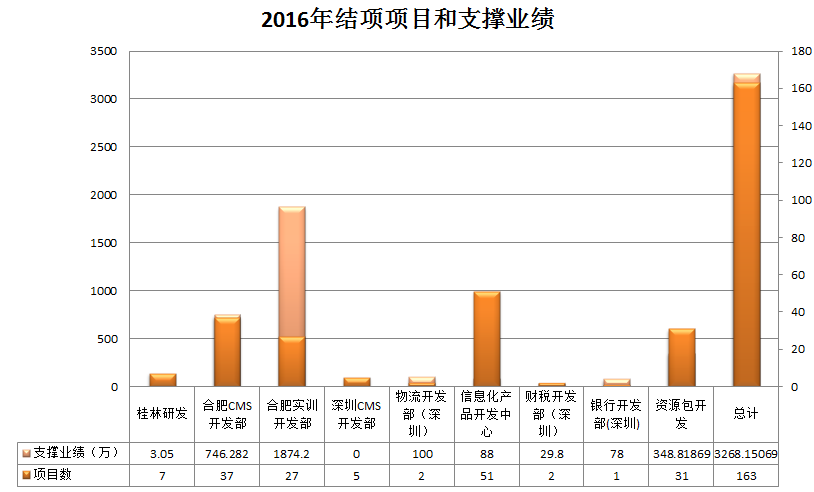 2016年结项项目和支撑业绩
3500
3000
2500
2000
1500
1000
500
0
180
160
140
120
100
80
60
40
20
0
桂林研发
合肥CMS
开发部
合肥实训
开发部
深圳CMS
开发部
物流开发
部（深
圳）
信息化产
品开发中
心
财税开发
部（深
圳）
银行开发
部(深圳)
资源包开
发
总计
支撑业绩（万） 3.05 746.282 1874.2 0 100 88 29.8 78 348.81869 3268.15069
项目数 7 37 27 5 2 51 2 1 31 163